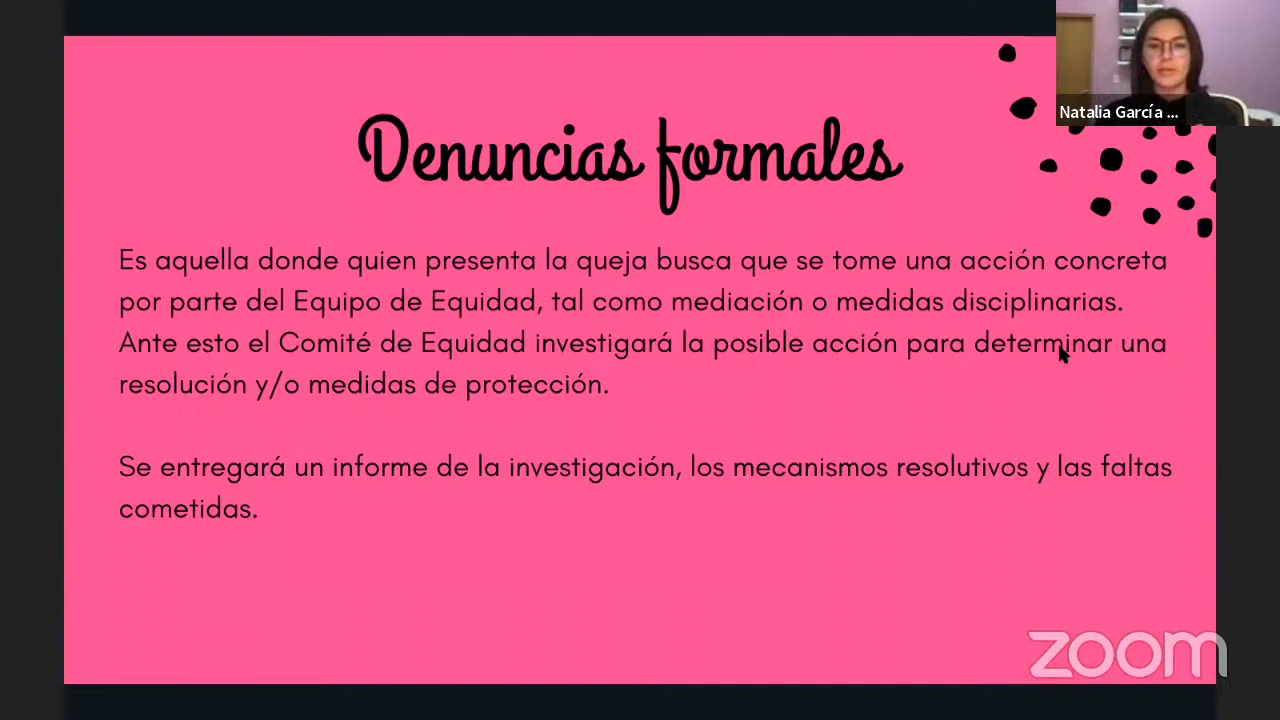 Natalia García ...
Denuncias formales
Es aquella donde quien presenta la queja busca que se tome una acción concreta
por parte del Equipo de Equidad, tal como mediación o medidas disciplinarias.
Ante esto el Comité de Equidad investigará la posible acción para determinar una
resolución y/o medidas de protección.
Se entregará un informe de la investigación, los mecanismos resolutivos y las faltas
cometidas.
zoom